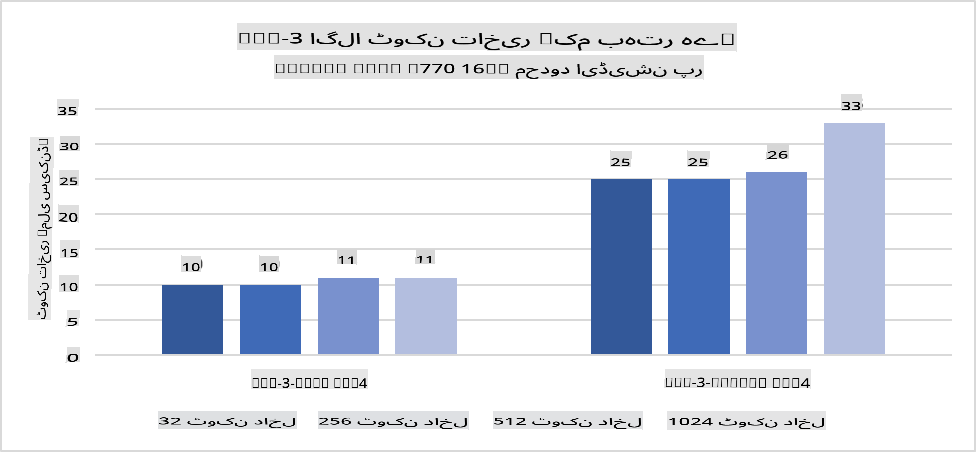 -3 اگلا ٹوکن تاخیر کم بہتر ہے
770 16 محدود ایڈیشن پر
ٹوکن تاخیر ملی سیکنڈ
35
30
25
20
15
10
5
0
10
10
11
11
25
25
26
33
-3- 4
-3- 4
32 ٹوکن داخل
256 ٹوکن داخل
512 ٹوکن داخل
1024 ٹوکن داخل